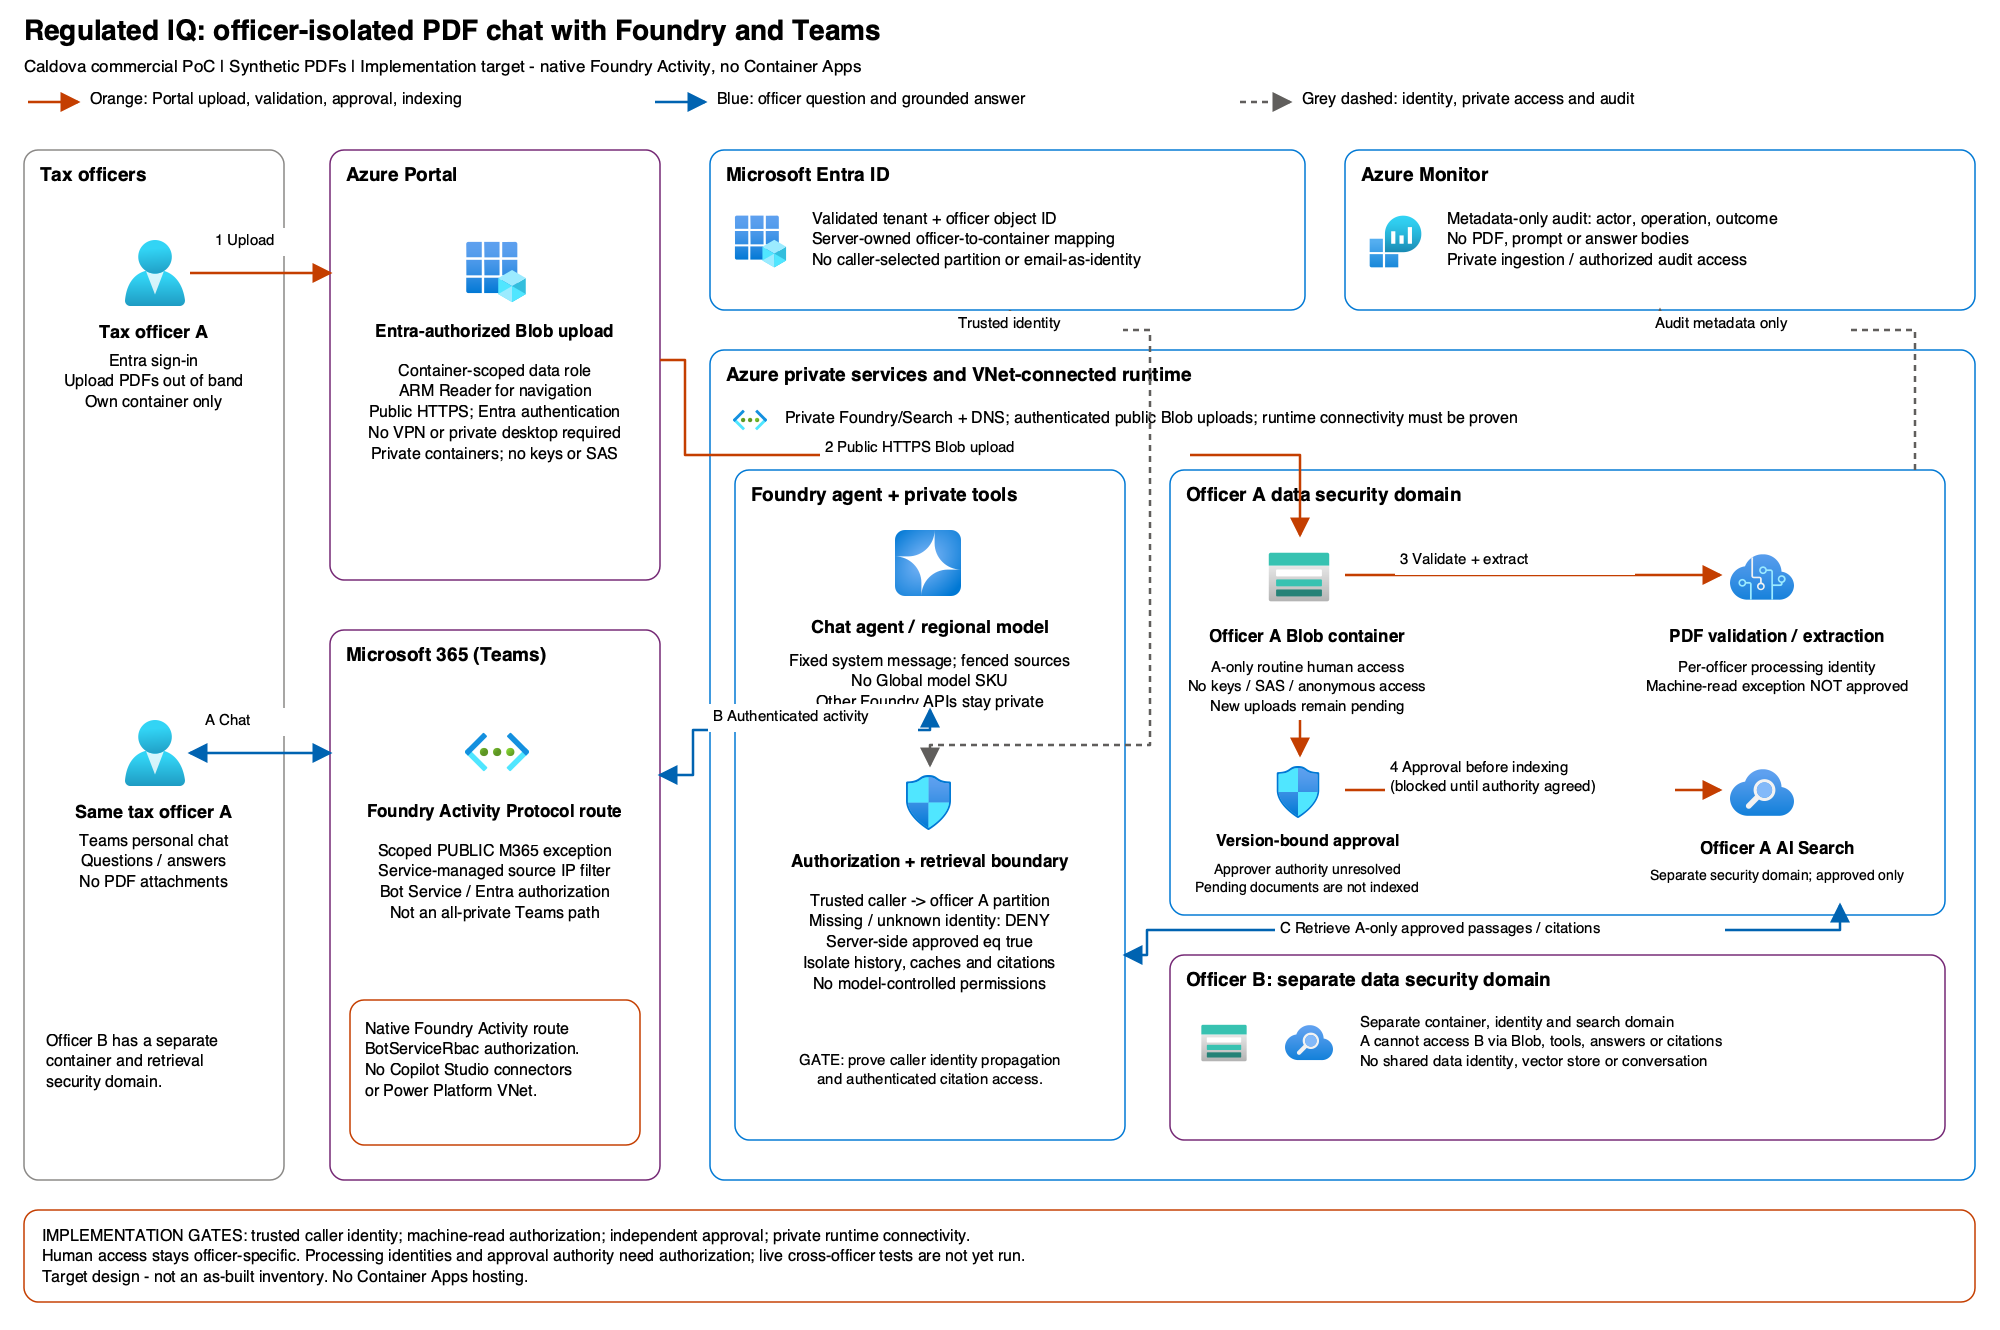 Regulated IQ: officer-isolated PDF chat with Foundry and Teams
Caldova commercial PoC | Synthetic PDFs | Implementation target - native Foundry Activity, no Container Apps
Orange: Portal upload, validation, approval, indexing
Blue: officer question and grounded answer
Grey dashed: identity, private access and audit
Tax officers
1 Upload
Tax officer A
Entra sign-in
Upload PDFs out of band
Own container only
A Chat
Same tax officer A
Teams personal chat
Questions / answers
No PDF attachments
Officer B has a separate
container and retrieval
security domain.
Azure Portal
Entra-authorized Blob upload
Container-scoped data role
ARM Reader for navigation
Public HTTPS; Entra authentication
No VPN or private desktop required
Private containers; no keys or SAS
Microsoft 365 (Teams)
Foundry Activity Protocol route
Scoped PUBLIC M365 exception
Service-managed source IP filter
Bot Service / Entra authorization
Not an all-private Teams path
Native Foundry Activity route
BotServiceRbac authorization.
No Copilot Studio connectors
or Power Platform VNet.
Microsoft Entra ID
Validated tenant + officer object ID
Server-owned officer-to-container mapping
No caller-selected partition or email-as-identity
Trusted identity
Azure Monitor
Metadata-only audit: actor, operation, outcome
No PDF, prompt or answer bodies
Private ingestion / authorized audit access
Audit metadata only
Azure private services and VNet-connected runtime
Private Foundry/Search + DNS; authenticated public Blob uploads; runtime connectivity must be proven
2 Public HTTPS Blob upload
Foundry agent + private tools
Chat agent / regional model
Fixed system message; fenced sources
No Global model SKU
Other Foundry APIs stay private
B Authenticated activity
Authorization + retrieval boundary
Trusted caller -> officer A partition
Missing / unknown identity: DENY
Server-side approved eq true
Isolate history, caches and citations
No model-controlled permissions
GATE: prove caller identity propagation
and authenticated citation access.
Officer A data security domain
3 Validate + extract
Officer A Blob container
A-only routine human access
No keys / SAS / anonymous access
New uploads remain pending
PDF validation / extraction
Per-officer processing identity
Machine-read exception NOT approved
4 Approval before indexing
(blocked until authority agreed)
Version-bound approval
Approver authority unresolved
Pending documents are not indexed
Officer A AI Search
Separate security domain; approved only
C Retrieve A-only approved passages / citations
Officer B: separate data security domain
Separate container, identity and search domain
A cannot access B via Blob, tools, answers or citations
No shared data identity, vector store or conversation
IMPLEMENTATION GATES: trusted caller identity; machine-read authorization; independent approval; private runtime connectivity.
Human access stays officer-specific. Processing identities and approval authority need authorization; live cross-officer tests are not yet run.
Target design - not an as-built inventory. No Container Apps hosting.